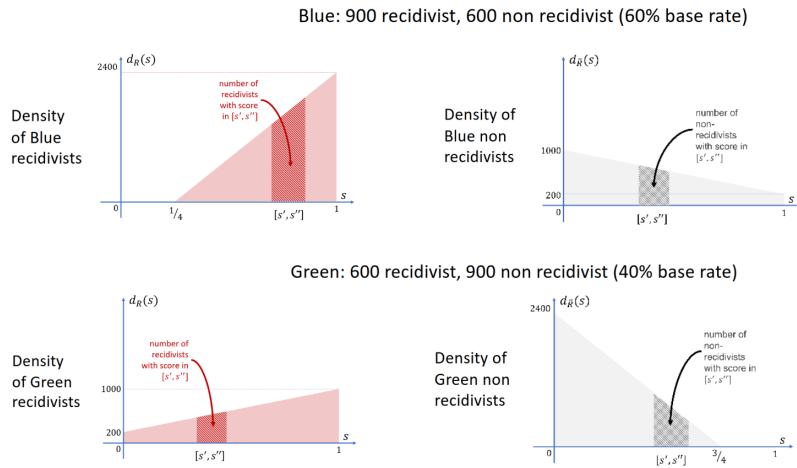 Blue: 900 recidivist, 600 non recidivist (60% base rate)
Density
of Blue
recidivists
d_R(s)
2400
number of
recidivists
with score
in [s′, s″]
0
1/4
[s′, s″]
1
s
Density of
Blue non
recidivists
d_R̄(s)
1000
200
number of
non-
recidivists
with score in
[s′, s″]
0
[s′, s″]
1
s
Green: 600 recidivist, 900 non recidivist (40% base rate)
Density
of Green
recidivists
d_R(s)
1000
200
number of
recidivists
with score in
[s′, s″]
0
[s′, s″]
1
s
Density of
Green non
recidivists
d_R̄(s)
2400
number of
non-
recidivists
with score in
[s′, s″]
0
[s′, s″]
3/4
1
s